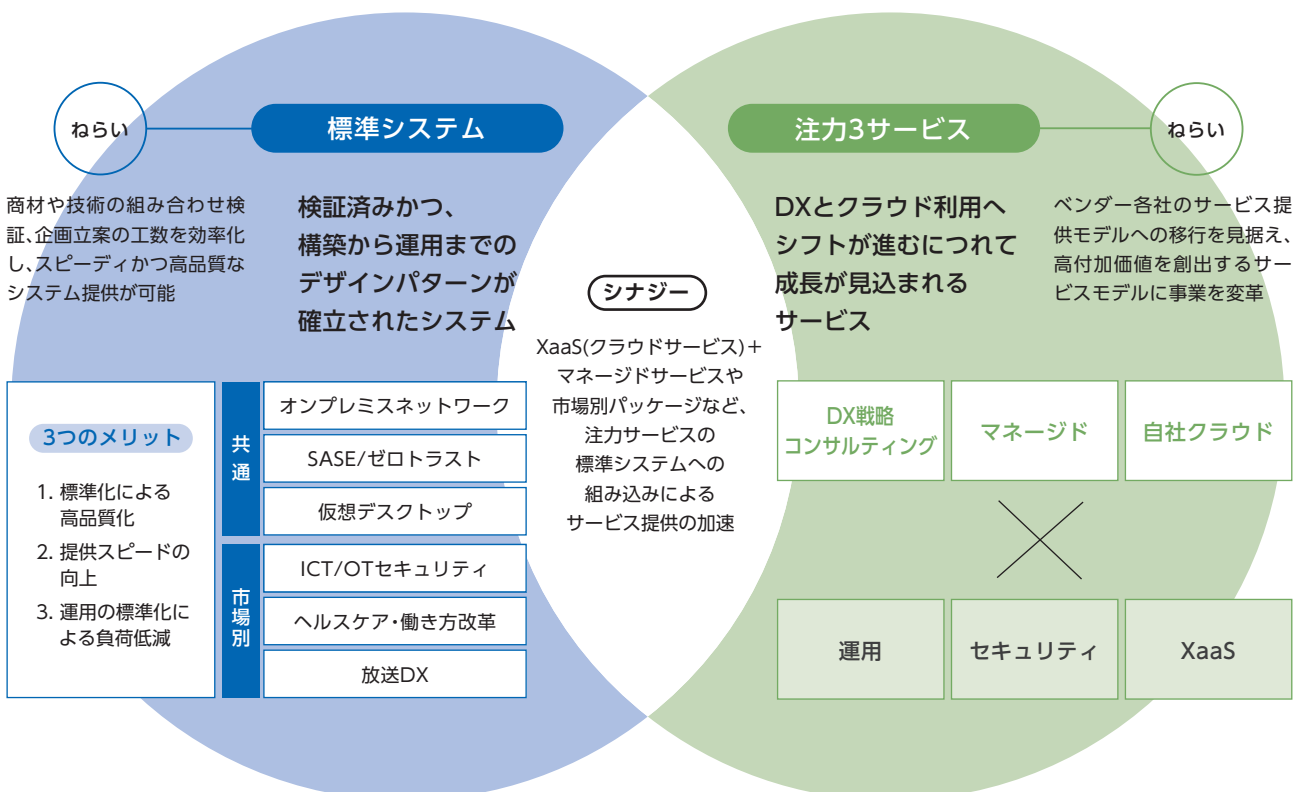 ねらい
標準システム
商材や技術の組み合わせ検
証、企画立案の工数を効率化
し、スピーディかつ高品質な
システム提供が可能
検証済みかつ、
構築から運用までの
デザインパターンが
確立されたシステム
3つのメリット
1. 標準化による
高品質化
2. 提供スピードの
向上
3. 運用の標準化に
よる負荷低減
共通
オンプレミスネットワーク
SASE/ゼロトラスト
仮想デスクトップ
市場別
ICT/OTセキュリティ
ヘルスケア・働き方改革
放送DX
シナジー
XaaS(クラウドサービス)＋
マネージドサービスや
市場別パッケージなど、
注力サービスの
標準システムへの
組み込みによる
サービス提供の加速
注力3サービス
ねらい
DXとクラウド利用へ
シフトが進むにつれて
成長が見込まれる
サービス
ベンダー各社のサービス提
供モデルへの移行を見据え、
高付加価値を創出するサー
ビスモデルに事業を変革
DX戦略
コンサルティング
マネージド
自社クラウド
運用
セキュリティ
XaaS